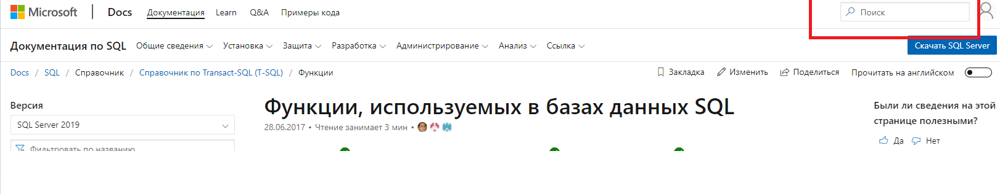 Microsoft Docs Документация Learn Q&A Примеры кода Поиск
Документация по SQL Общие сведения Установка Защита Разработка Администрирование Анализ Ссылка Скачать SQL Server
Docs / SQL / Справочник / Справочник по Transact-SQL (T-SQL) / Функции Закладка Изменить Поделиться Прочитать на английском
Версия
SQL Server 2019
Фильтровать по названию
Функции, используемых в базах данных SQL
28.06.2017 • Чтение занимает 3 мин •
Были ли сведения на этой
странице полезными?
Да Нет